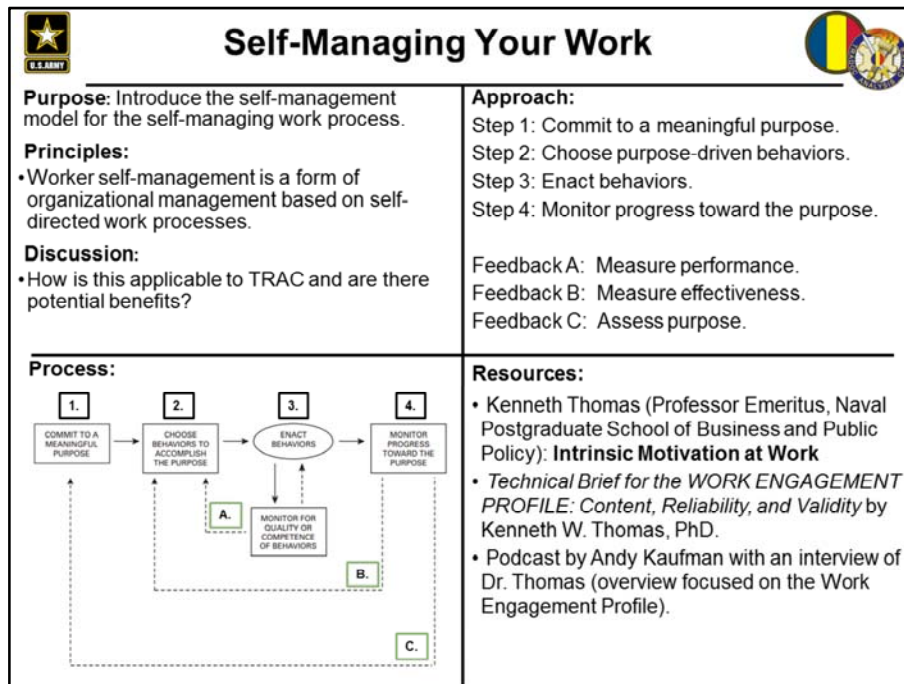 Self-Managing Your Work
U.S.ARMY
Purpose: Introduce the self-management
model for the self-managing work process.
Principles:
•Worker self-management is a form of
organizational management based on self-
directed work processes.
Discussion:
•How is this applicable to TRAC and are there
potential benefits?
Approach:
Step 1: Commit to a meaningful purpose.
Step 2: Choose purpose-driven behaviors.
Step 3: Enact behaviors.
Step 4: Monitor progress toward the purpose.
Feedback A: Measure performance.
Feedback B: Measure effectiveness.
Feedback C: Assess purpose.
Process:
1.
2.
3.
4.
COMMIT TO A
MEANINGFUL
PURPOSE
CHOOSE
BEHAVIORS TO
ACCOMPLISH
THE PURPOSE
ENACT
BEHAVIORS
MONITOR
PROGRESS
TOWARD THE
PURPOSE
A.
MONITOR FOR
QUALITY OR
COMPETENCE
OF BEHAVIORS
B.
C.
Resources:
• Kenneth Thomas (Professor Emeritus, Naval
Postgraduate School of Business and Public
Policy): Intrinsic Motivation at Work
• Technical Brief for the WORK ENGAGEMENT
PROFILE: Content, Reliability, and Validity by
Kenneth W. Thomas, PhD.
• Podcast by Andy Kaufman with an interview of
Dr. Thomas (overview focused on the Work
Engagement Profile).